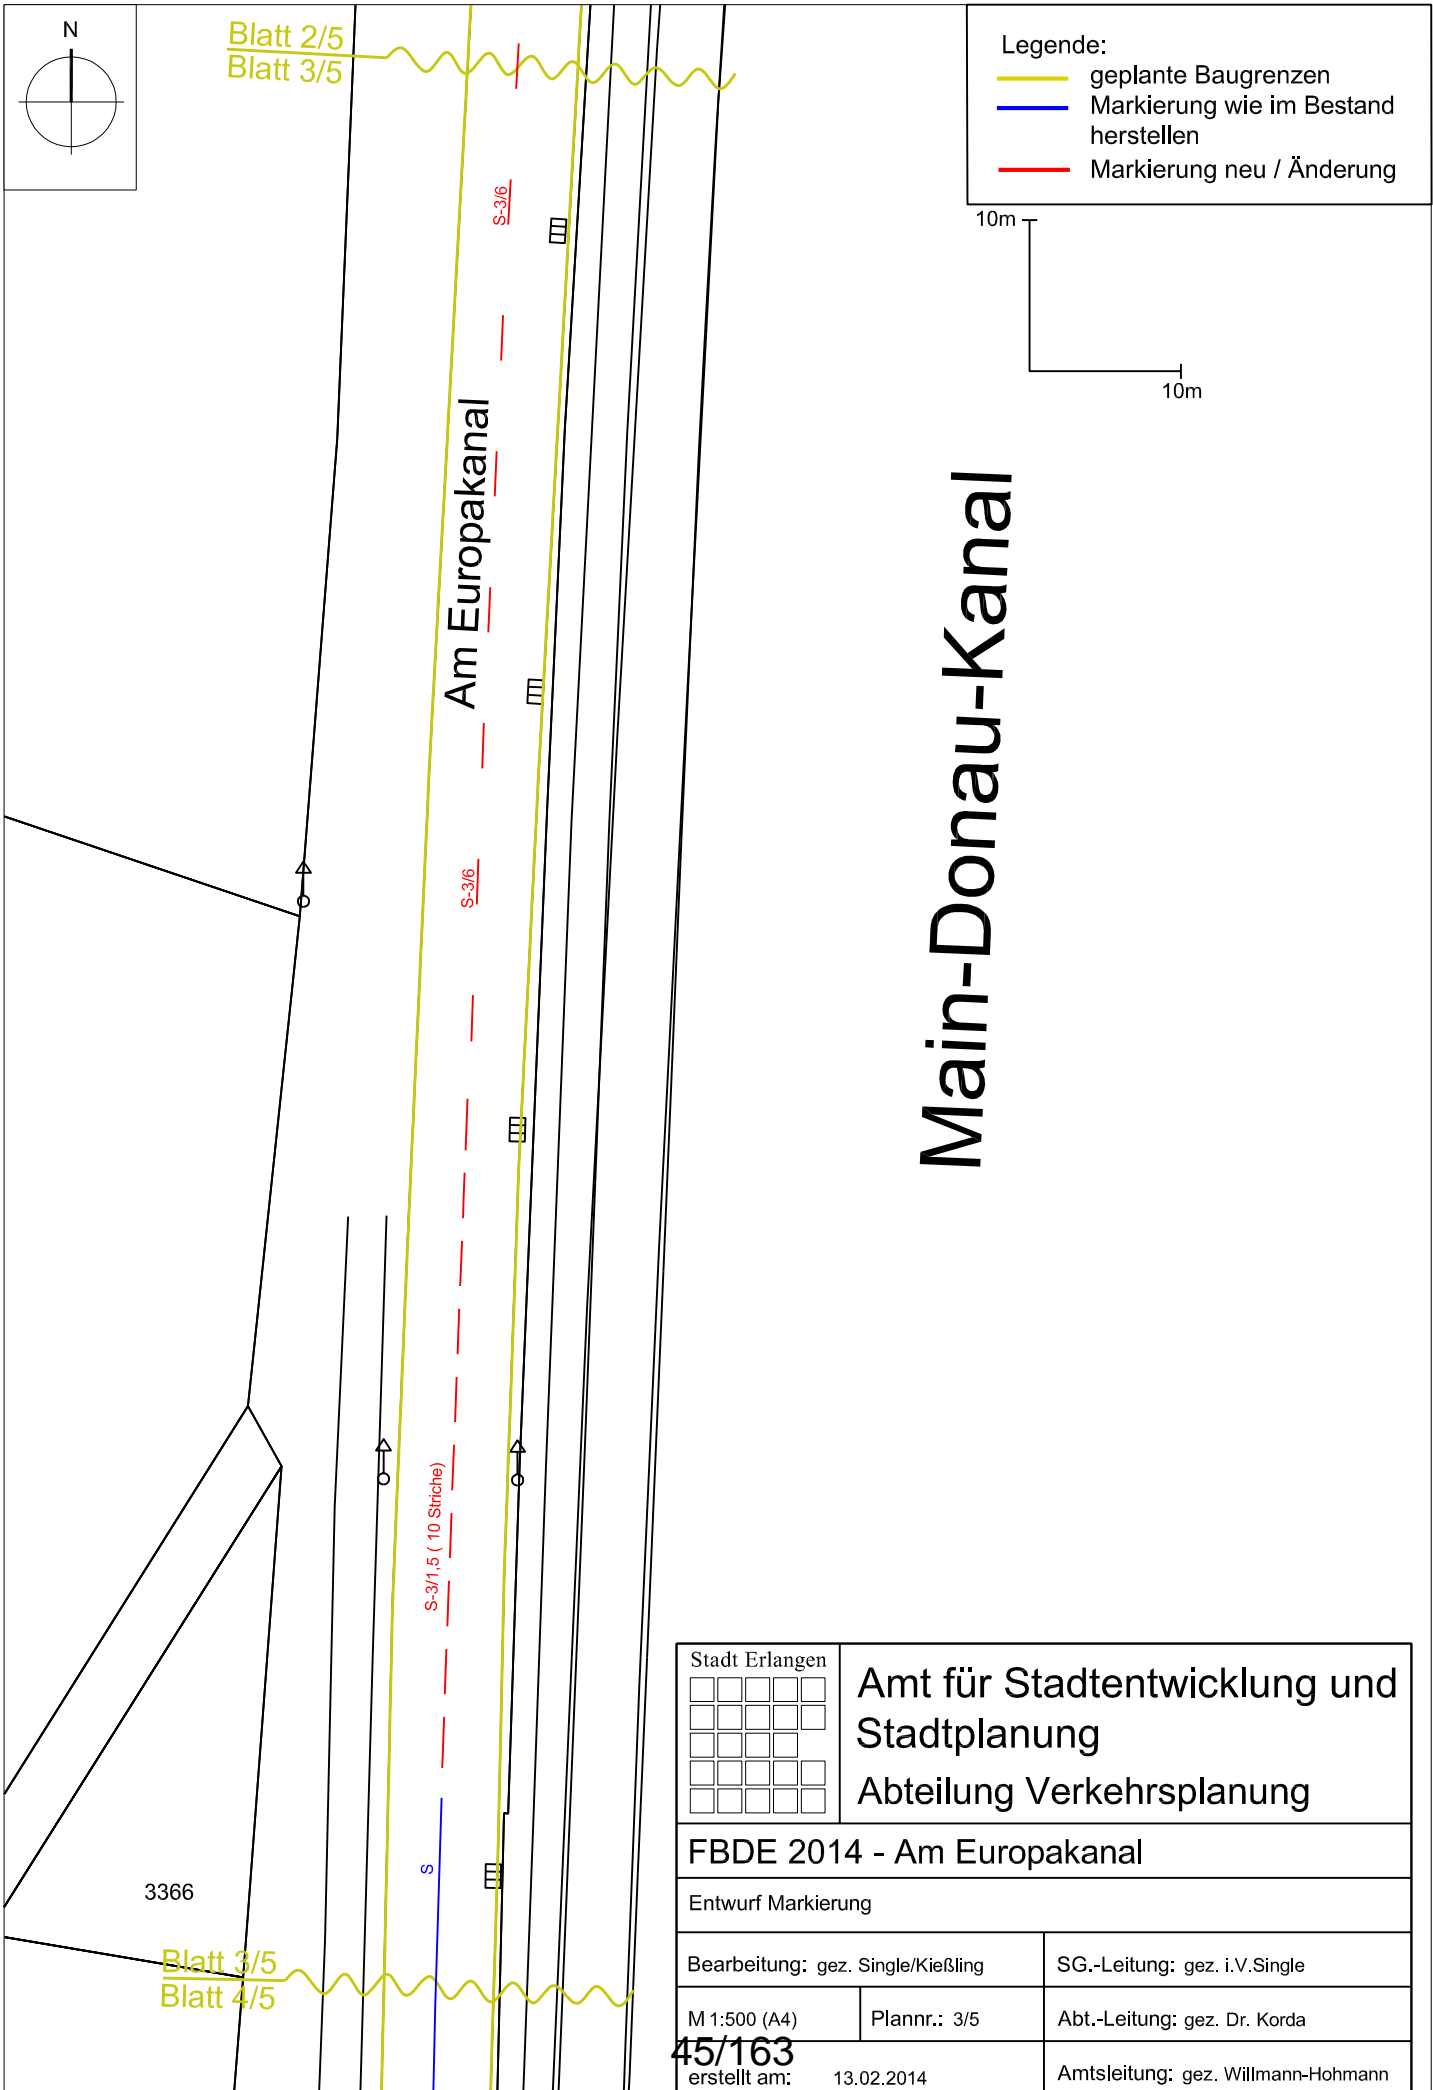 N
Blatt 2/5
Blatt 3/5
Legende:
geplante Baugrenzen
Markierung wie im Bestand
herstellen
Markierung neu / Änderung
10m
10m
S-3/6
Am Europakanal
Main-Donau-Kanal
S-3/6
S-3/1,5 ( 10 Striche)
S
3366
Blatt 3/5
Blatt 4/5
Stadt Erlangen
Amt für Stadtentwicklung und
Stadtplanung
Abteilung Verkehrsplanung
FBDE 2014 - Am Europakanal
Entwurf Markierung
Bearbeitung: gez. Single/Kießling
SG.-Leitung: gez. i.V.Single
M 1:500 (A4)
Plannr.: 3/5
Abt.-Leitung: gez. Dr. Korda
45/163
erstellt am: 13.02.2014
Amtsleitung: gez. Willmann-Hohmann